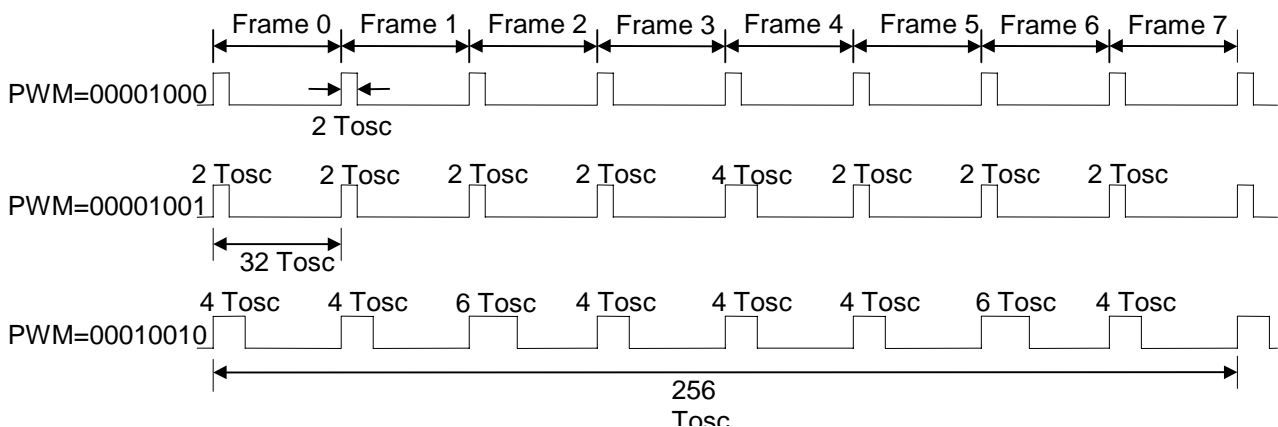 Frame 0 Frame 1 Frame 2 Frame 3 Frame 4 Frame 5 Frame 6 Frame 7
PWM=00001000
2 Tosc
2 Tosc 2 Tosc 2 Tosc 2 Tosc 4 Tosc 2 Tosc 2 Tosc 2 Tosc
PWM=00001001
32 Tosc
4 Tosc 4 Tosc 6 Tosc 4 Tosc 4 Tosc 4 Tosc 6 Tosc 4 Tosc
PWM=00010010
256
Tosc